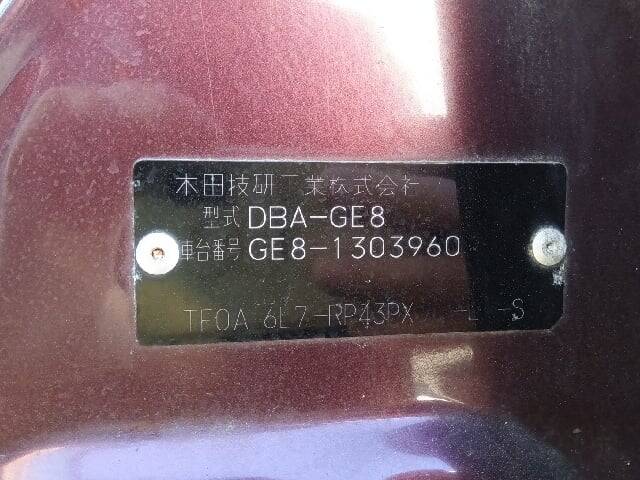 本田技研工業株式会社
型式 DBA-GE8
車台番号 GE8-1303960
TF0A 6L7-RP43PX -L -S